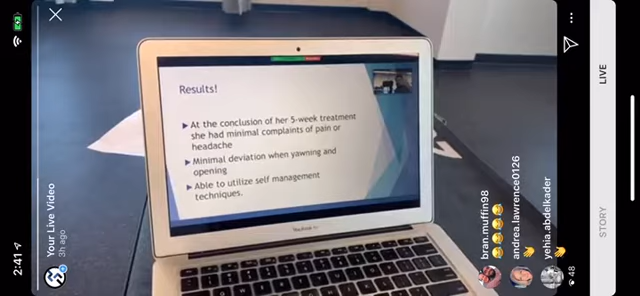 2:41
LIVE
STORY
Your Live Video
3h ago
Results!
At the conclusion of her 5-week treatment
she had minimal complaints of pain or
headache
Minimal deviation when yawning and
opening
Able to utilize self management
techniques.
bran.muffin98
andrea.lawrence0126
yehia.abdelkader
48